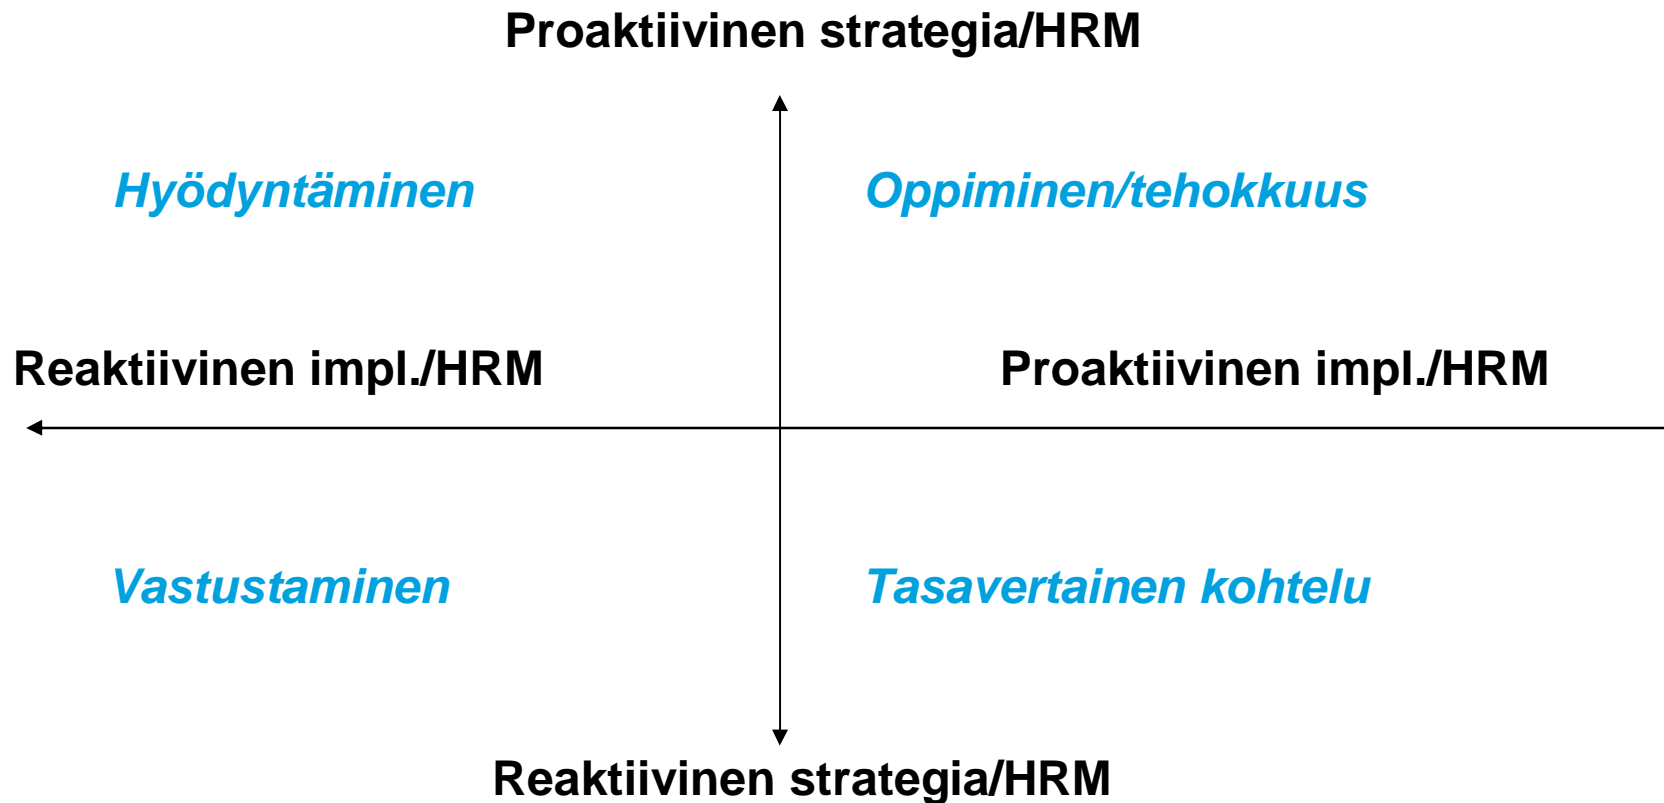 Proaktiivinen strategia/HRM
Hyödyntäminen
Oppiminen/tehokkuus
Reaktiivinen impl./HRM
Proaktiivinen impl./HRM
Vastustaminen
Tasavertainen kohtelu
Reaktiivinen strategia/HRM